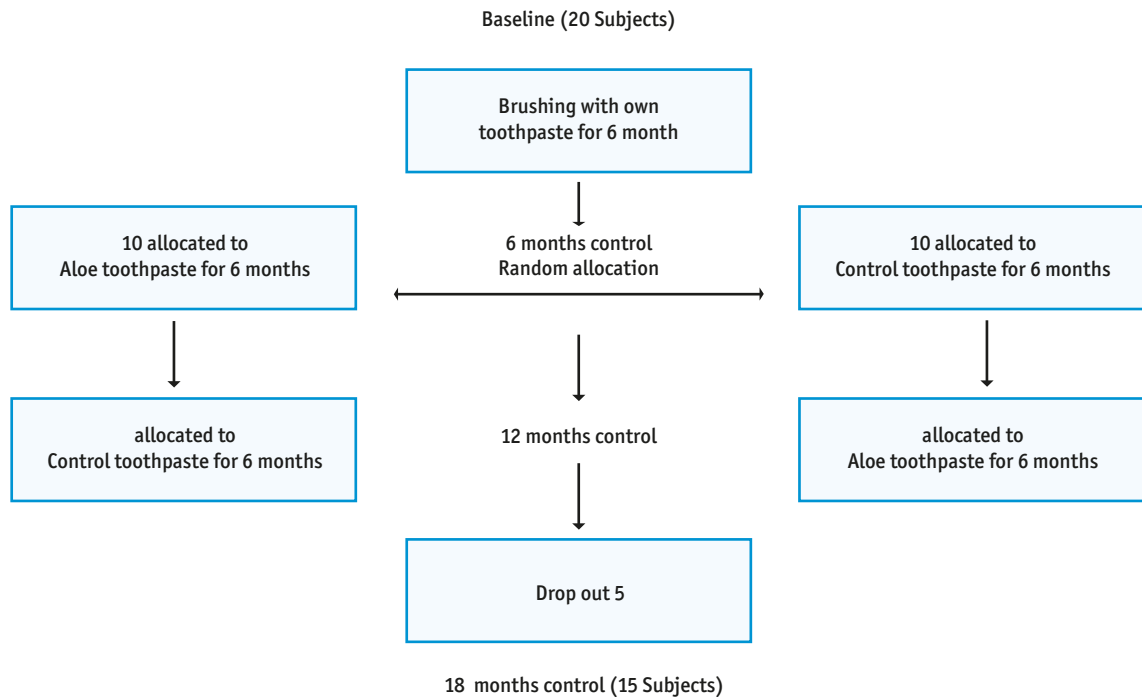 Baseline (20 Subjects)
Brushing with own
toothpaste for 6 month
10 allocated to
Aloe toothpaste for 6 months
6 months control
Random allocation
10 allocated to
Control toothpaste for 6 months
allocated to
Control toothpaste for 6 months
12 months control
allocated to
Aloe toothpaste for 6 months
Drop out 5
18 months control (15 Subjects)